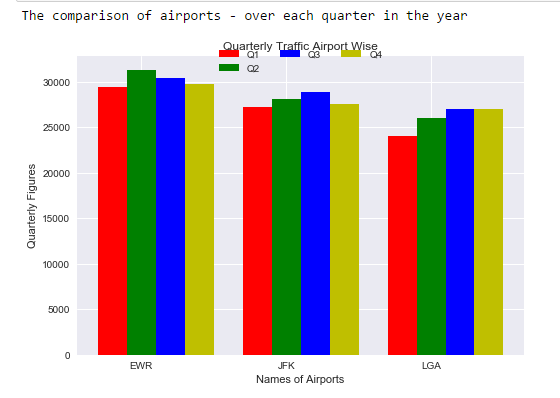 The comparison of airports - over each quarter in the year
Quarterly Traffic Airport Wise
Q1 Q3 Q4
Q2
30000
25000
20000
15000
10000
5000
0
Quarterly Figures
EWR JFK LGA
Names of Airports